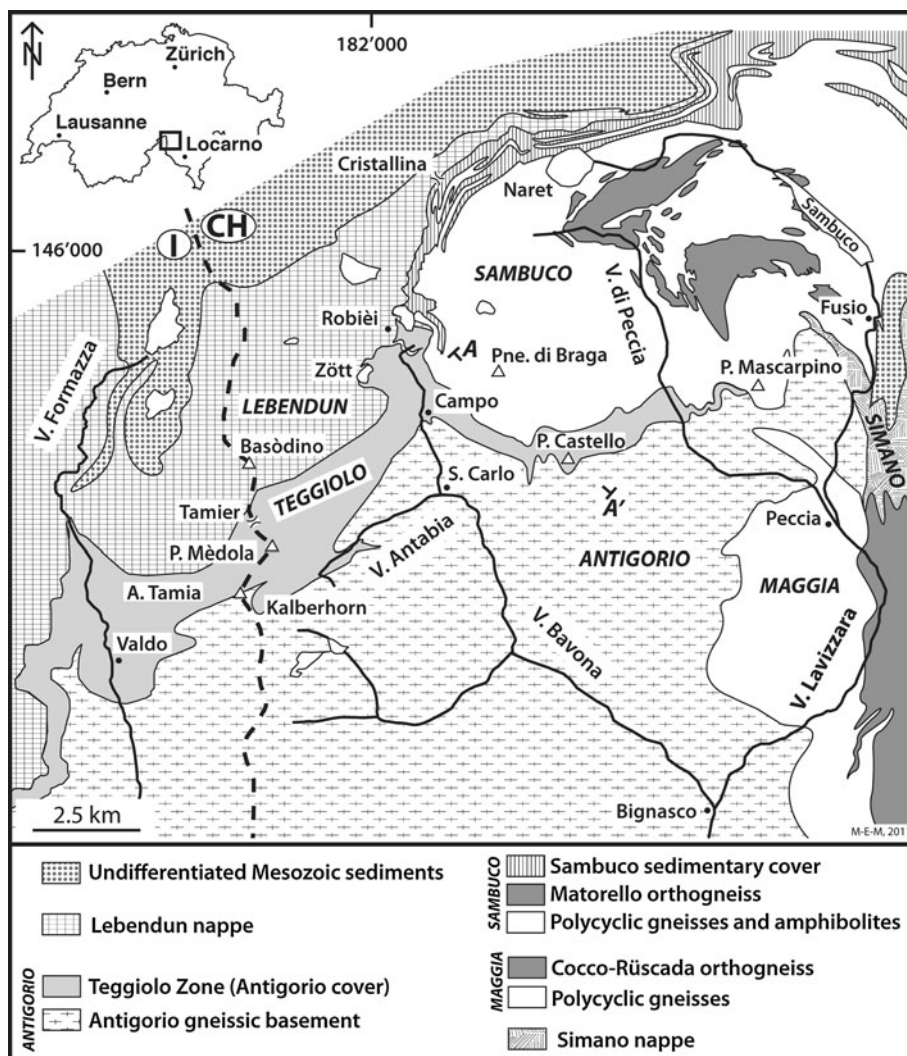 182’000
N
Zürich
Bern
Lausanne
Locarno
Cristallina
Naret
Sambuco
I
CH
146’000
SAMBUCO
V. di Peccia
Fusio
Robièi
A
Pne. di Braga
P. Mascarpino
V. Formazza
Zött
LEBENDUN
Campo
P. Castello
SIMANO
Basòdino
TEGGIOLO
S. Carlo
A’
Tamier
Peccia
P. Mèdola
V. Antabia
ANTIGORIO
MAGGIA
A. Tamia
Kalberhorn
V. Bavona
V. Lavizzara
Valdo
2.5 km
Bignasco
M-E-M, 201
Undifferentiated Mesozoic sediments
Lebendun nappe
ANTIGORIO
Teggiolo Zone (Antigorio cover)
Antigorio gneissic basement
SAMBUCO
Sambuco sedimentary cover
Matorello orthogneiss
Polycyclic gneisses and amphibolites
MAGGIA
Cocco-Rüscada orthogneiss
Polycyclic gneisses
Simano nappe